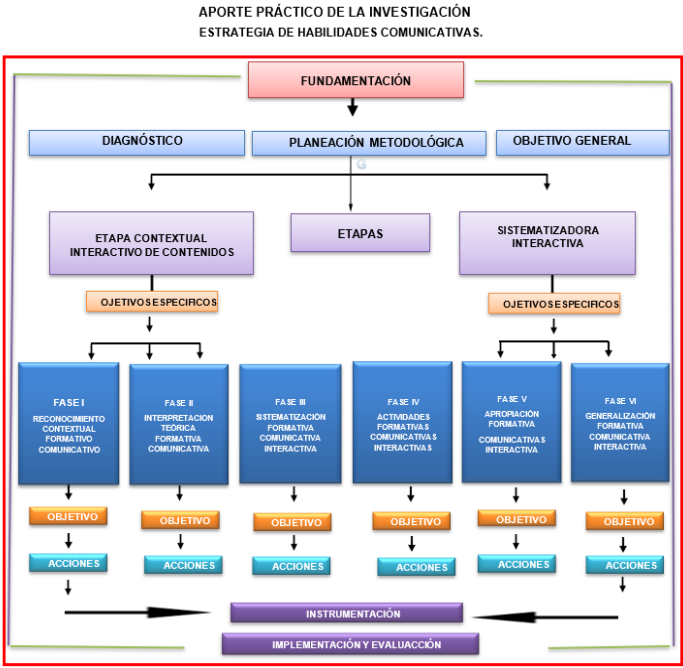 APORTE PRÁCTICO DE LA INVESTIGACIÓN
ESTRATEGIA DE HABILIDADES COMUNICATIVAS.
FUNDAMENTACIÓN
DIAGNÓSTICO
PLANEACIÓN METODOLÓGICA
OBJETIVO GENERAL
G
ETAPA CONTEXTUAL
INTERACTIVO DE CONTENIDOS
ETAPAS
SISTEMATIZADORA
INTERACTIVA
OJETIVOS ESPECIFICOS
OJETIVOS ESPECIFICOS
FASE I
RECONOCIMIENTO
CONTEXTUAL
FORMATIVO
COMUNICATIVO
FASE II
INTERPRETACION
TEÓRICA
FORMATIVA
COMUNICATIVA
FASE III
SISTEMATIZACIÓN
FORMATIVA
COMUNICATIVA
INTERACTIVA
FASE IV
ACTIVIDADES
FORMATIVAS
COMUNICATIVAS
INTERACTIVAS
FASE V
APROPIACIÓN
FORMATIVA
COMUNICATIVAS
INTERACTIVA
FASE VI
GENERALIZACIÓN
FORMATIVA
COMUNICATIVA
INTERACTIVA
OBJETIVO
OBJETIVO
OBJETIVO
OBJETIVO
OBJETIVO
OBJETIVO
ACCIONES
ACCIONES
ACCIONES
ACCIONES
ACCIONES
ACCIONES
INSTRUMENTACIÓN
IMPLEMENTACIÓN Y EVALUACCIÓN